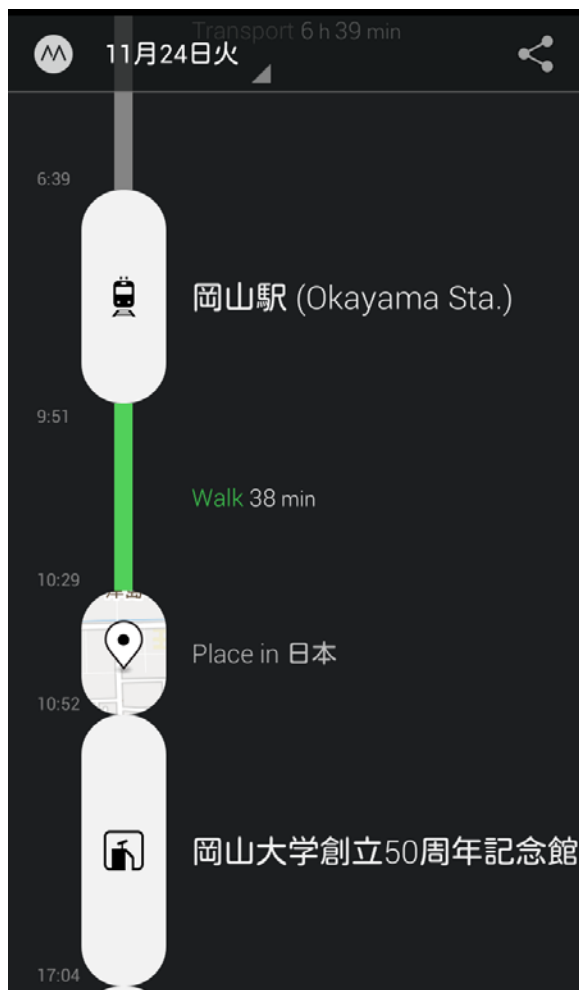 Transport 6 h 39 min
11月24日火
6:39
岡山駅 (Okayama Sta.)
9:51
Walk 38 min
10:29
Place in 日本
10:52
岡山大学創立50周年記念館
17:04